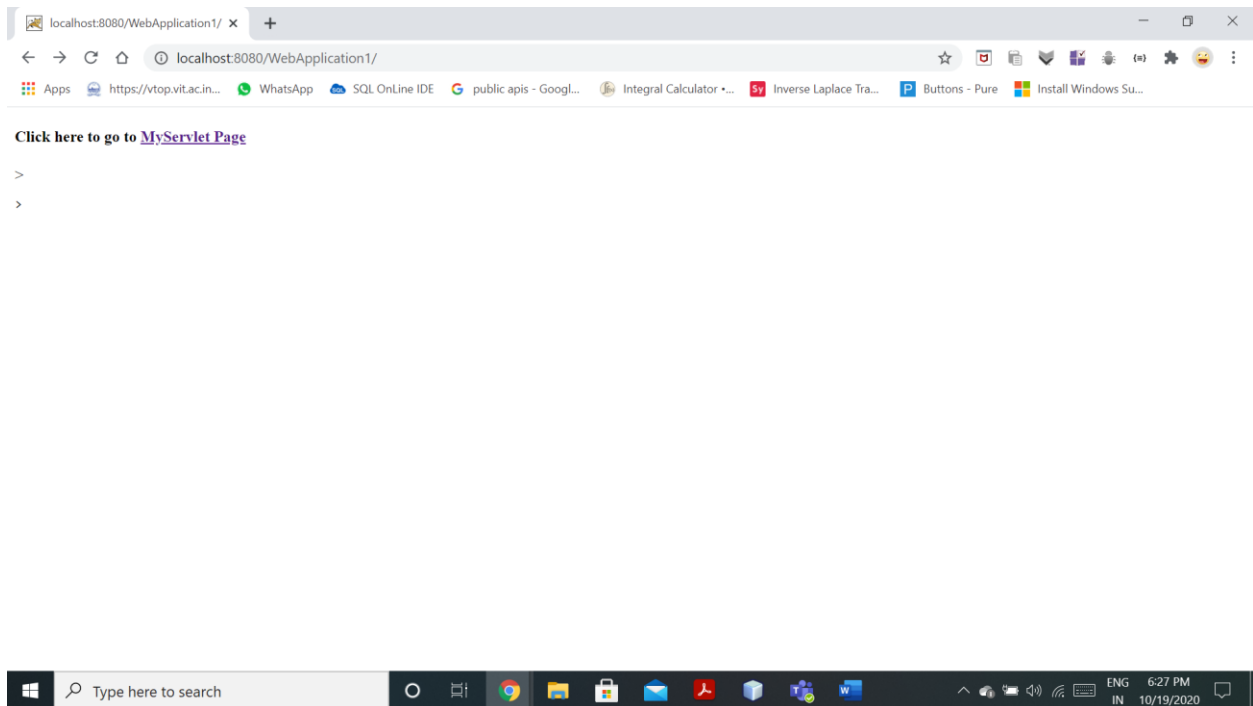 localhost:8080/WebApplication1/
localhost:8080/WebApplication1/
Apps https://vtop.vit.ac.in... WhatsApp SQL OnLine IDE public apis - Googl... Integral Calculator •... Sy Inverse Laplace Tra... P Buttons - Pure Install Windows Su...
Click here to go to MyServlet Page
>
>
Type here to search
ENG 6:27 PM
IN 10/19/2020